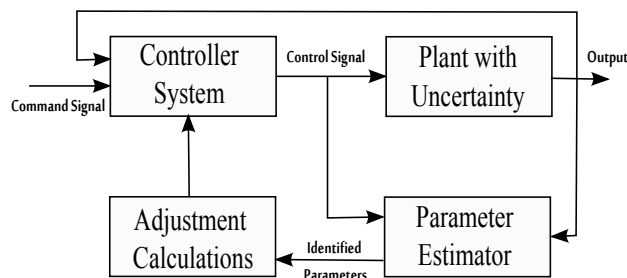 Controller
System
Control Signal
Plant with
Uncertainty
Output
Command Signal
Adjustment
Calculations
Identified
Parameters
Parameter
Estimator